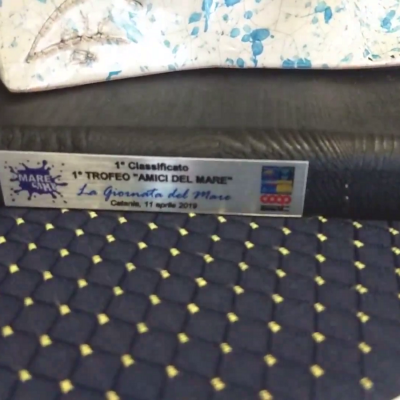 1° Classificato
1° TROFEO "AMICI DEL MARE"
La Giornata del Mare
Catania, 11 aprile 2019
MARE